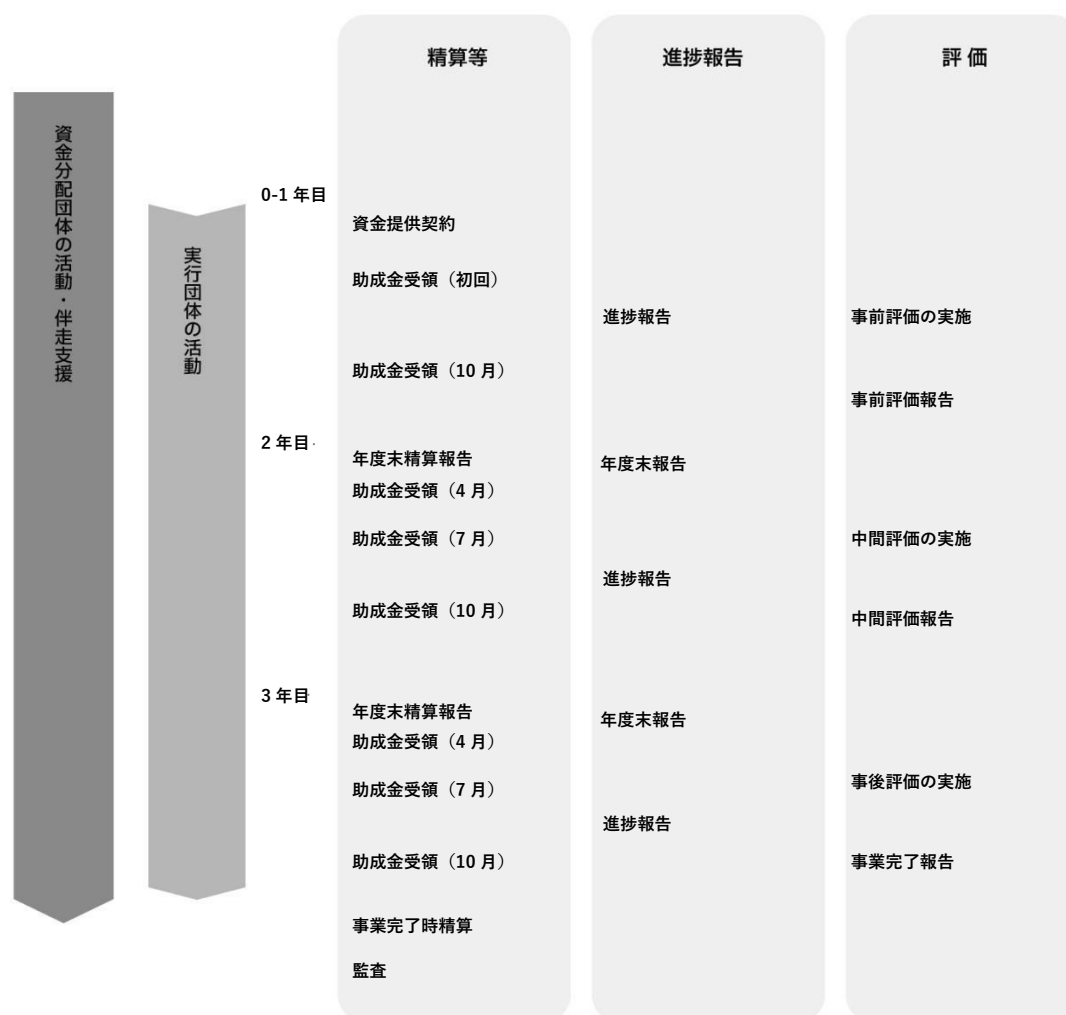 精算等
進捗報告
評 価
資金分配団体の活動・伴走支援
実行団体の活動
0-1 年目
資金提供契約
助成金受領（初回）
進捗報告
事前評価の実施
助成金受領（10 月）
事前評価報告
2 年目
年度末精算報告
年度末報告
助成金受領（4 月）
助成金受領（7 月）
中間評価の実施
進捗報告
助成金受領（10 月）
中間評価報告
3 年目
年度末精算報告
年度末報告
助成金受領（4 月）
事後評価の実施
助成金受領（7 月）
進捗報告
助成金受領（10 月）
事業完了報告
事業完了時精算
監査